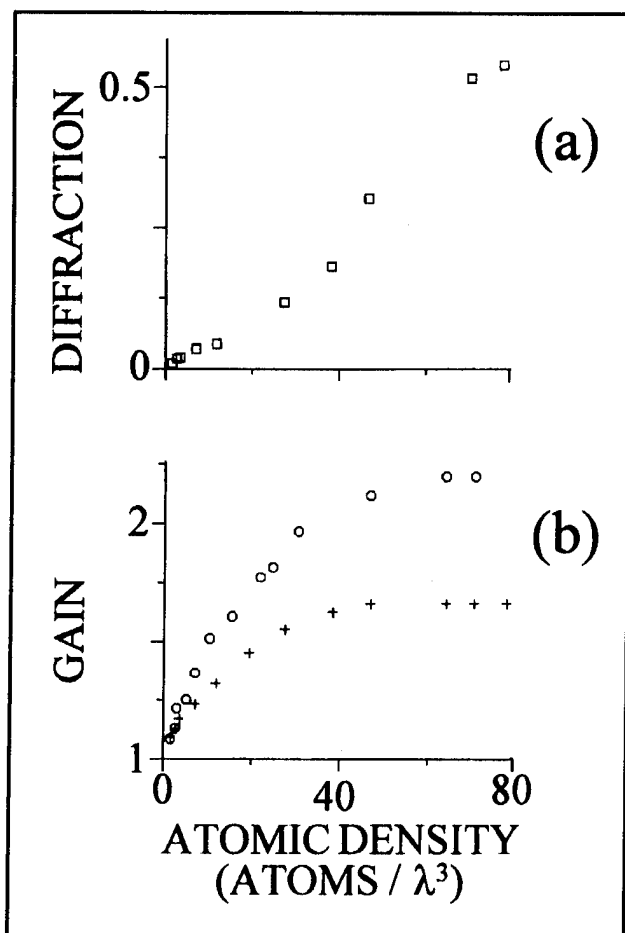 DIFFRACTION
0.5
0
(a)
GAIN
2
1
(b)
0 40 80
ATOMIC DENSITY
(ATOMS / λ³)